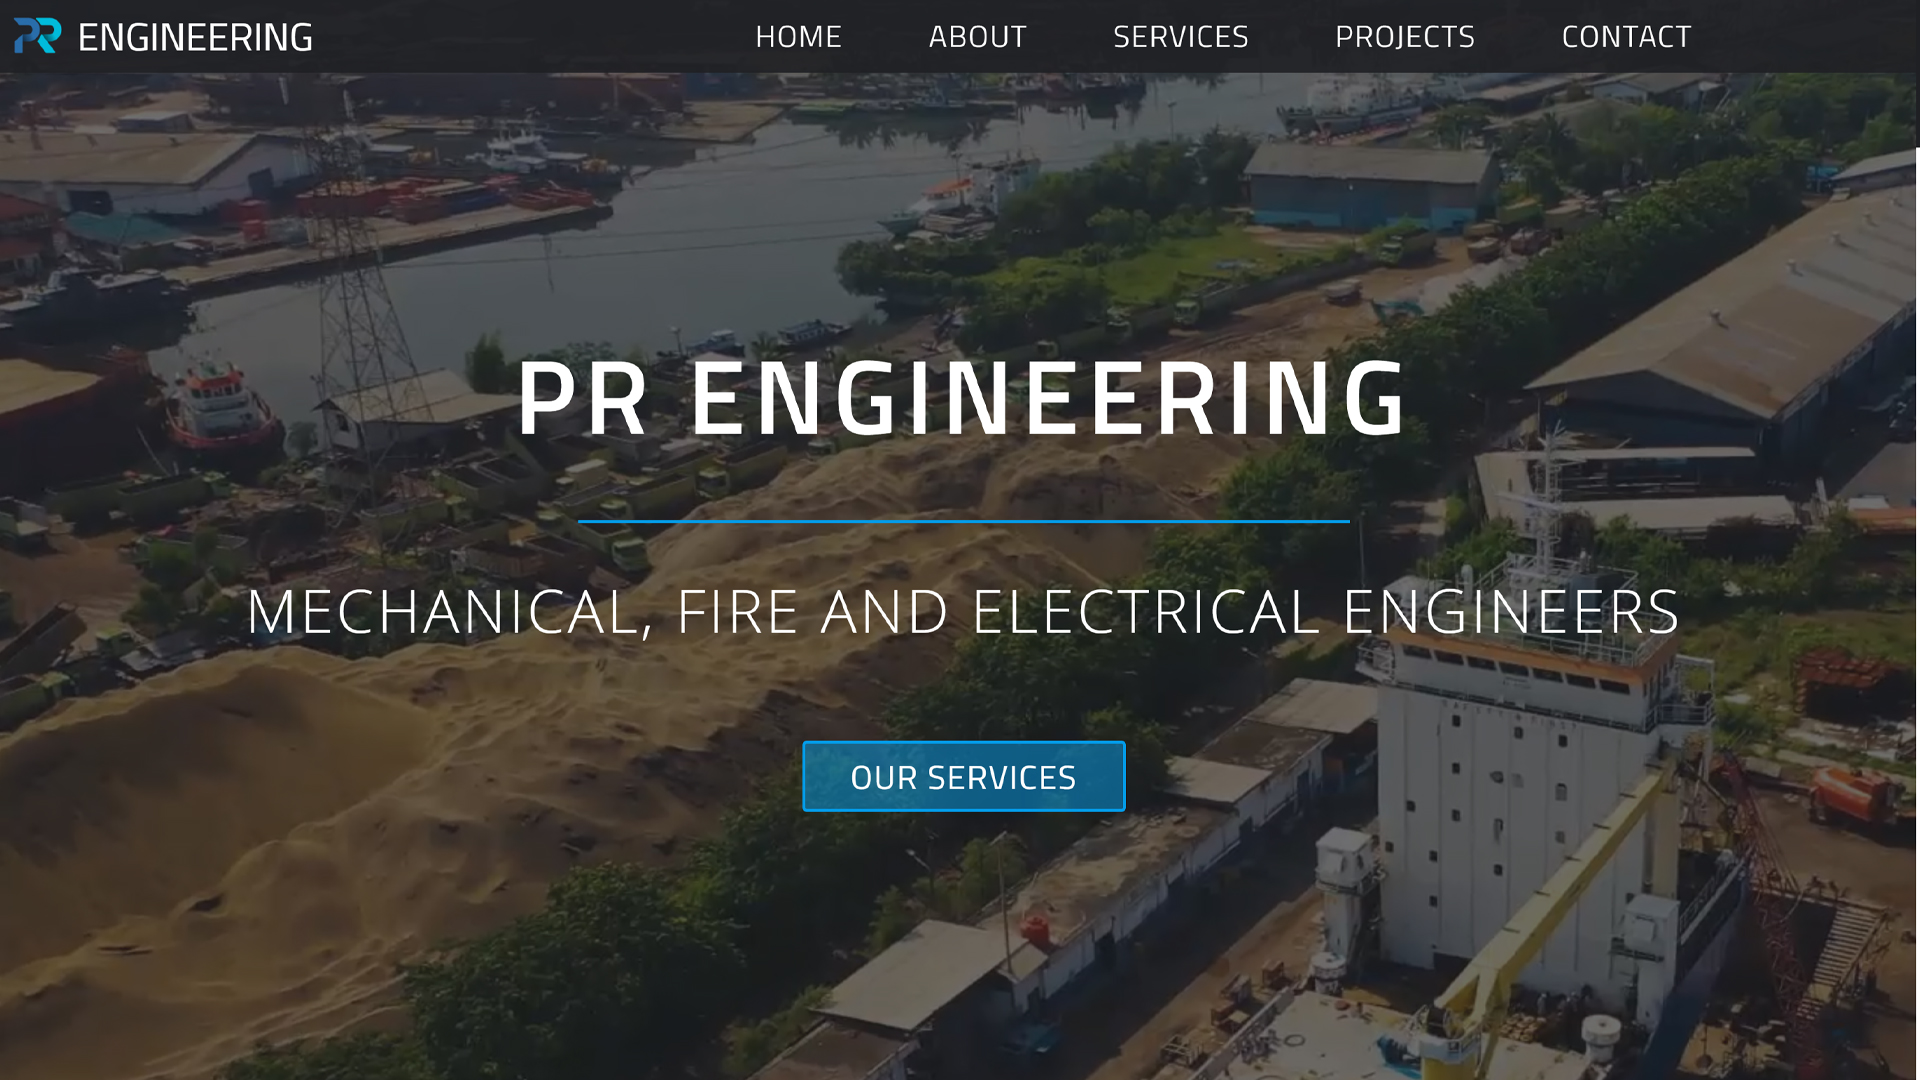 PR ENGINEERING
HOME ABOUT SERVICES PROJECTS CONTACT
PR ENGINEERING
MECHANICAL, FIRE AND ELECTRICAL ENGINEERS
OUR SERVICES